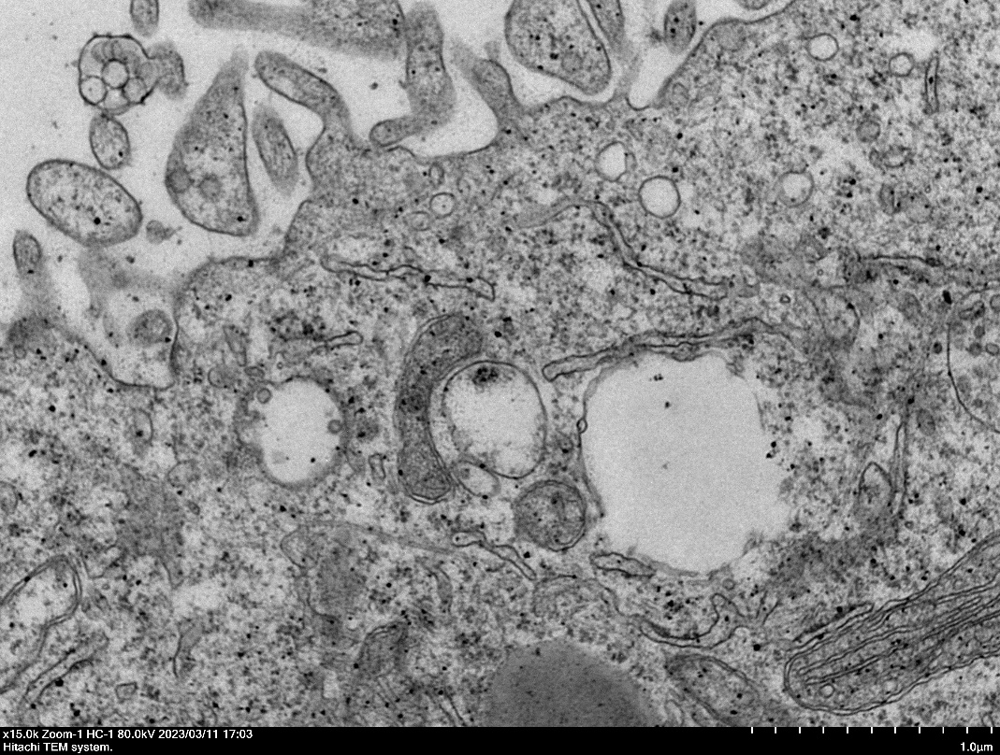 x15.0k Zoom-1 HC-1 80.0kV 2023/03/11 17:03
Hitachi TEM system.
1.0µm